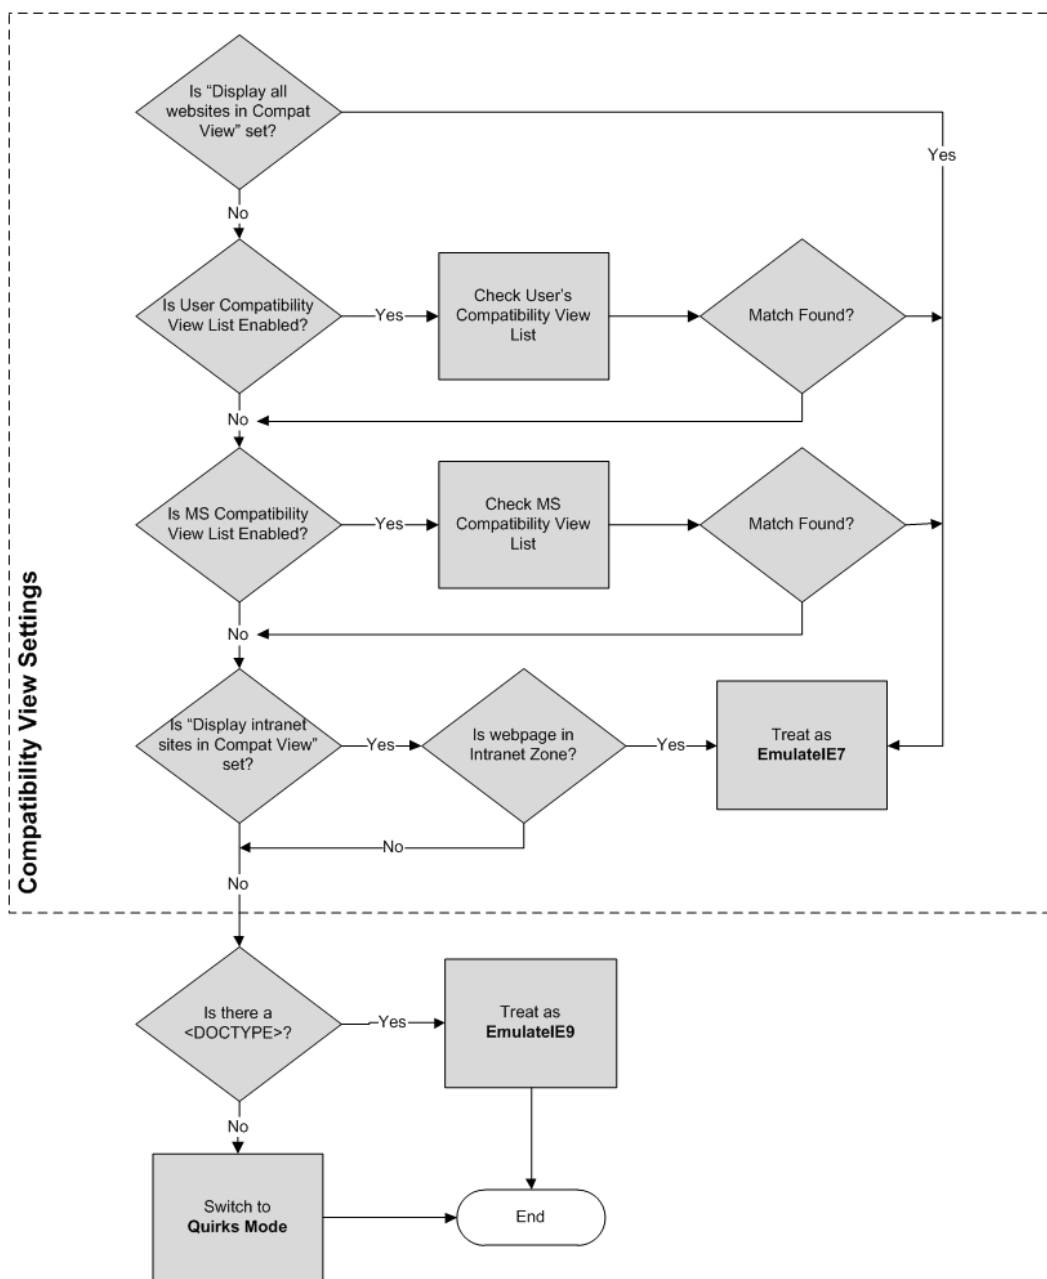 Is “Display all
websites in Compat
View” set?
Yes
No
Is User Compatibility
View List Enabled?
Yes
Check User’s
Compatibility View
List
Match Found?
No
Is MS Compatibility
View List Enabled?
Yes
Check MS
Compatibility View
List
Match Found?
No
Compatibility View Settings
Is “Display intranet
sites in Compat View”
set?
Yes
Is webpage in
Intranet Zone?
Yes
Treat as
EmulateIE7
No
No
Is there a
<DOCTYPE>?
Yes
Treat as
EmulateIE9
No
Switch to
Quirks Mode
End